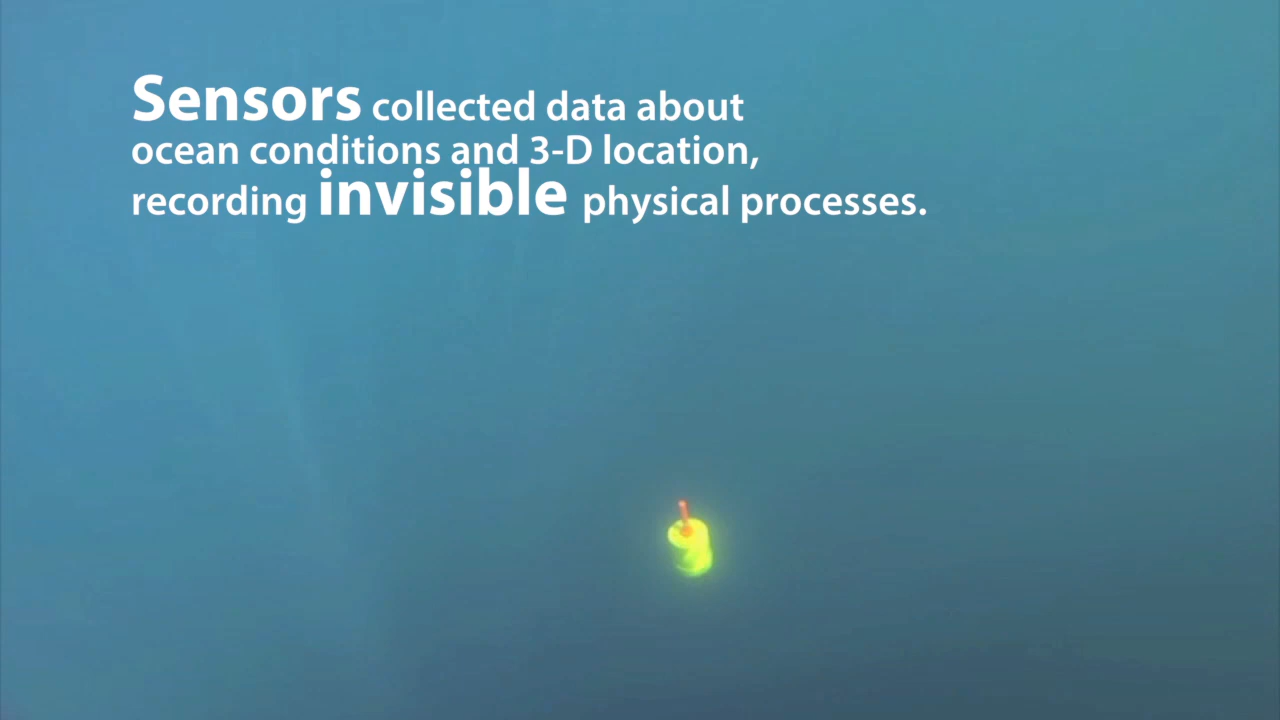 Sensors collected data about
ocean conditions and 3-D location,
recording invisible physical processes.